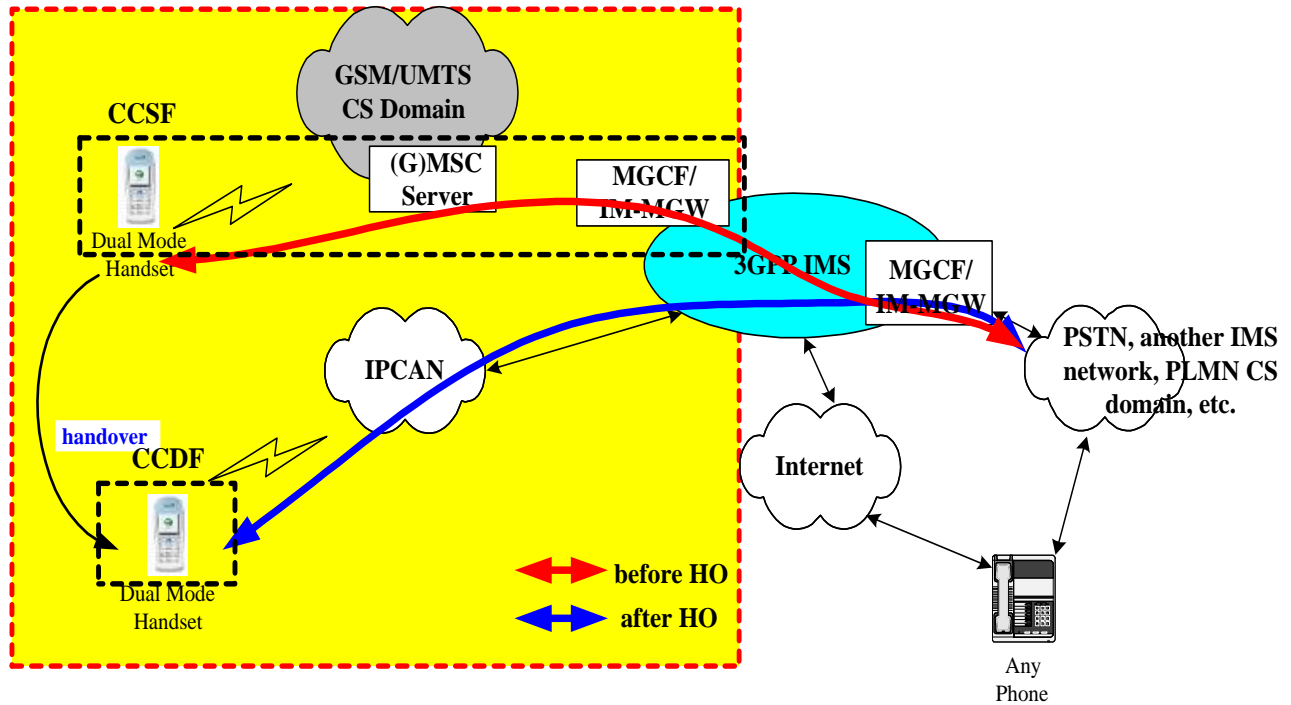 GSM/UMTS
CS Domain
CCSF
(G)MSC
Server
MGCF/
IM-MGW
Dual Mode
Handset
3GPP IMS
MGCF/
IM-MGW
IPCAN
PSTN, another IMS
network, PLMN CS
domain, etc.
handover
CCDF
Internet
before HO
after HO
Dual Mode
Handset
Any
Phone